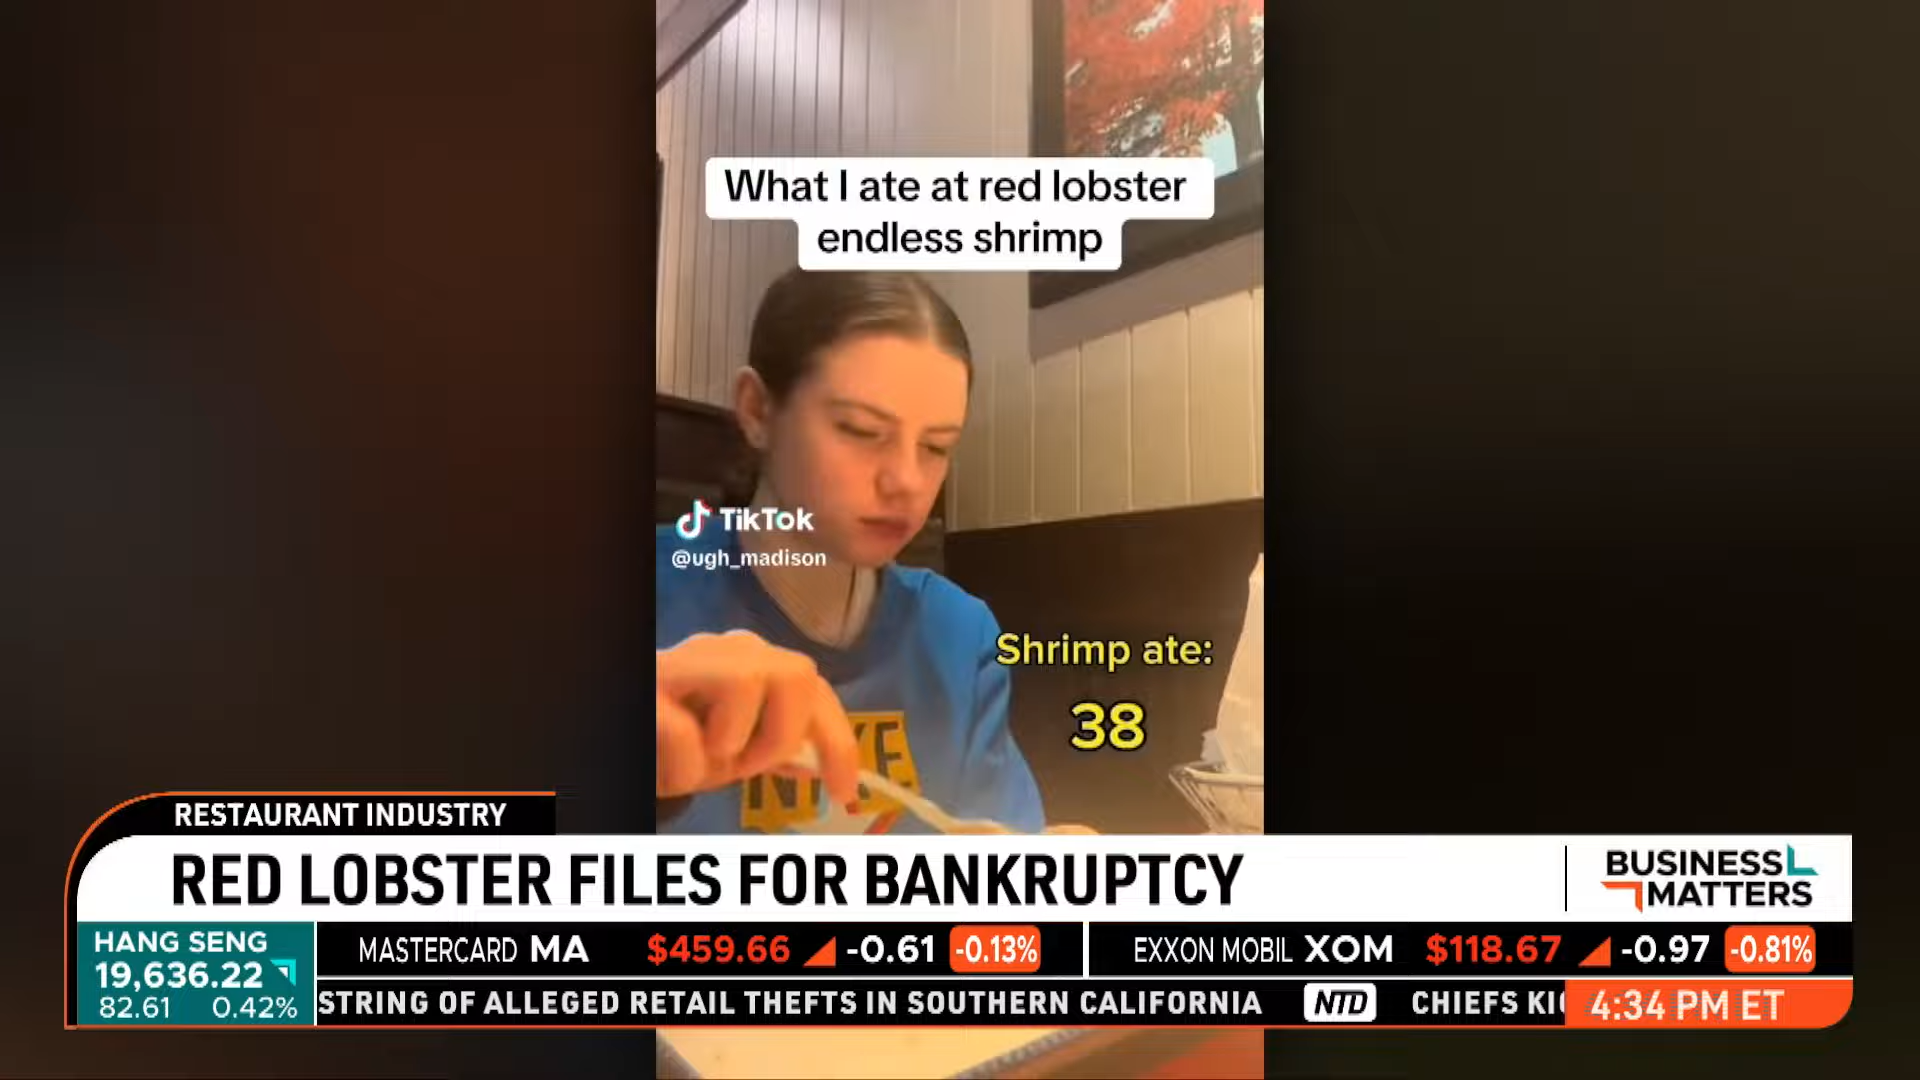 What I ate at red lobster
endless shrimp
TikTok
@ugh_madison
Shrimp ate:
38
NIKE
RESTAURANT INDUSTRY
RED LOBSTER FILES FOR BANKRUPTCY
BUSINESS
MATTERS
HANG SENG
19,636.22
82.61 0.42%
MASTERCARD MA $459.66 -0.61 -0.13%
EXXON MOBIL XOM $118.67 -0.97 -0.81%
STRING OF ALLEGED RETAIL THEFTS IN SOUTHERN CALIFORNIA NTD CHIEFS
4:34 PM ET